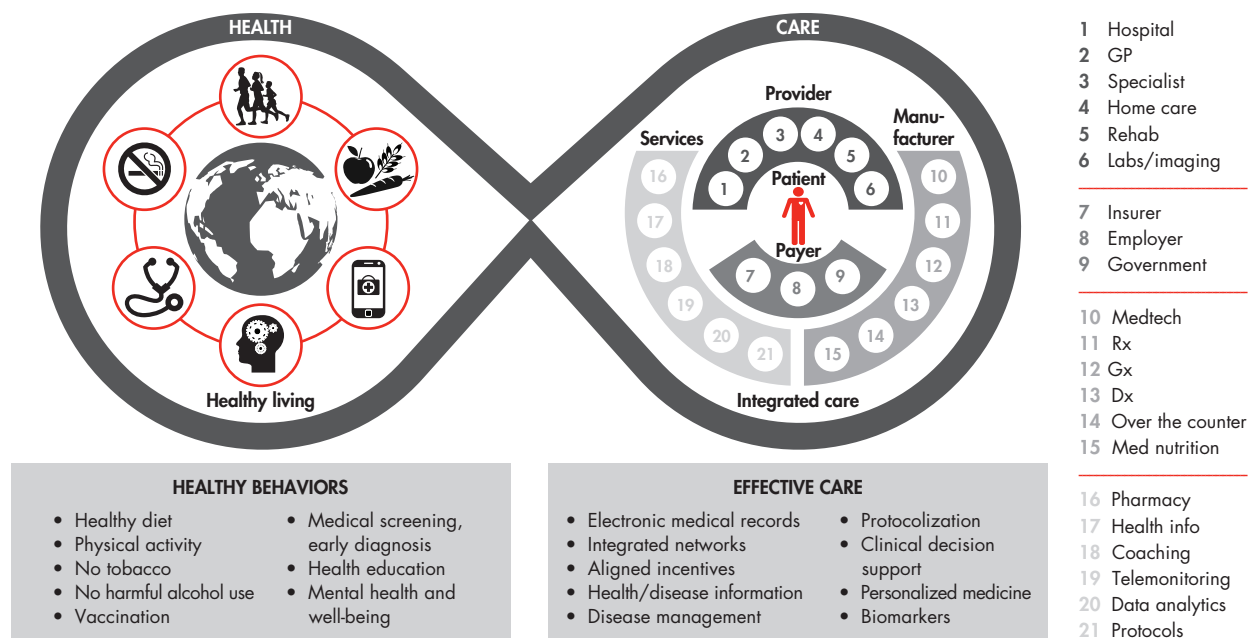 HEALTH
Healthy living
CARE
Provider
Services
Manu-
facturer
Patient
Payer
Integrated care
1
2
3
4
5
6
7
8
9
10
11
12
13
14
15
16
17
18
19
20
21
1 Hospital
2 GP
3 Specialist
4 Home care
5 Rehab
6 Labs/imaging
7 Insurer
8 Employer
9 Government
10 Medtech
11 Rx
12 Gx
13 Dx
14 Over the counter
15 Med nutrition
16 Pharmacy
17 Health info
18 Coaching
19 Telemonitoring
20 Data analytics
21 Protocols
HEALTHY BEHAVIORS
• Healthy diet
• Physical activity
• No tobacco
• No harmful alcohol use
• Vaccination
• Medical screening,
early diagnosis
• Health education
• Mental health and
well-being
EFFECTIVE CARE
• Electronic medical records
• Integrated networks
• Aligned incentives
• Health/disease information
• Disease management
• Protocolization
• Clinical decision
support
• Personalized medicine
• Biomarkers